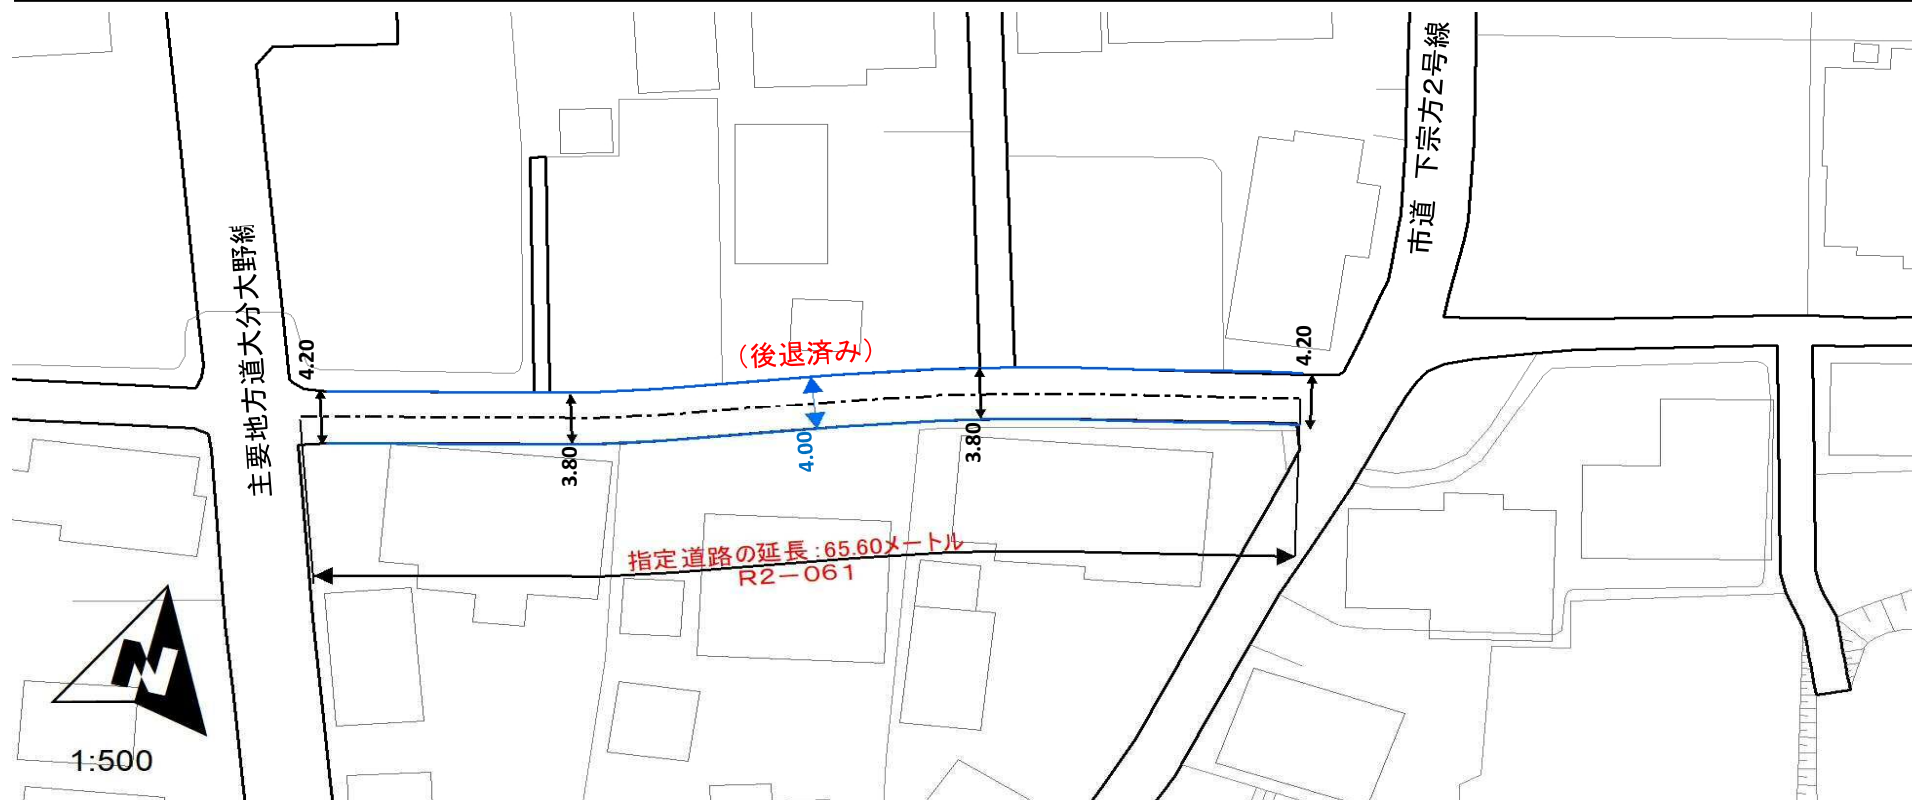 市道 下宗方2号線
主要地方道大分大野線
4.20
(後退済み)
4.20
3.80
4.00
3.80
指定道路の延長:65.60メートル
R2-061
N
1:500